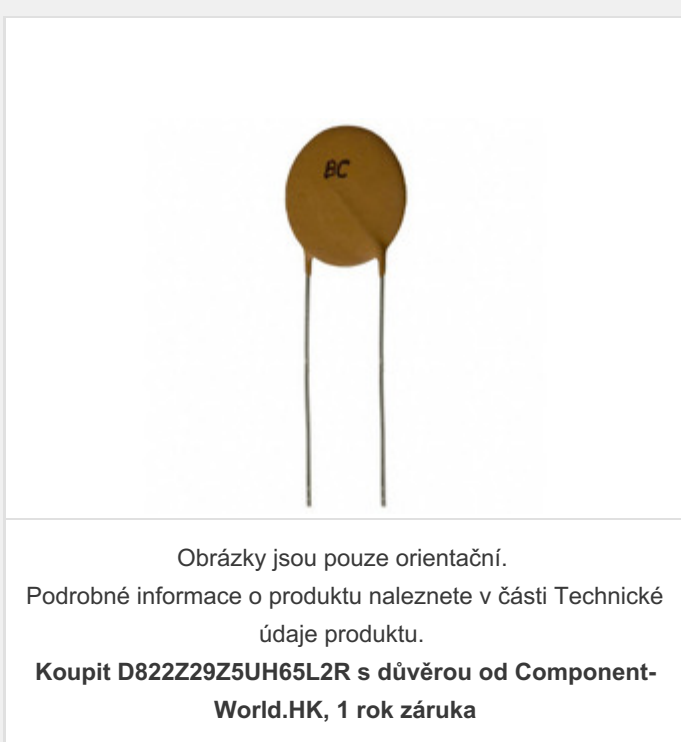 BC
Obrázky jsou pouze orientační.
Podrobné informace o produktu naleznete v části Technické
údaje produktu.
Koupit D822Z29Z5UH65L2R s důvěrou od Component-
World.HK, 1 rok záruka